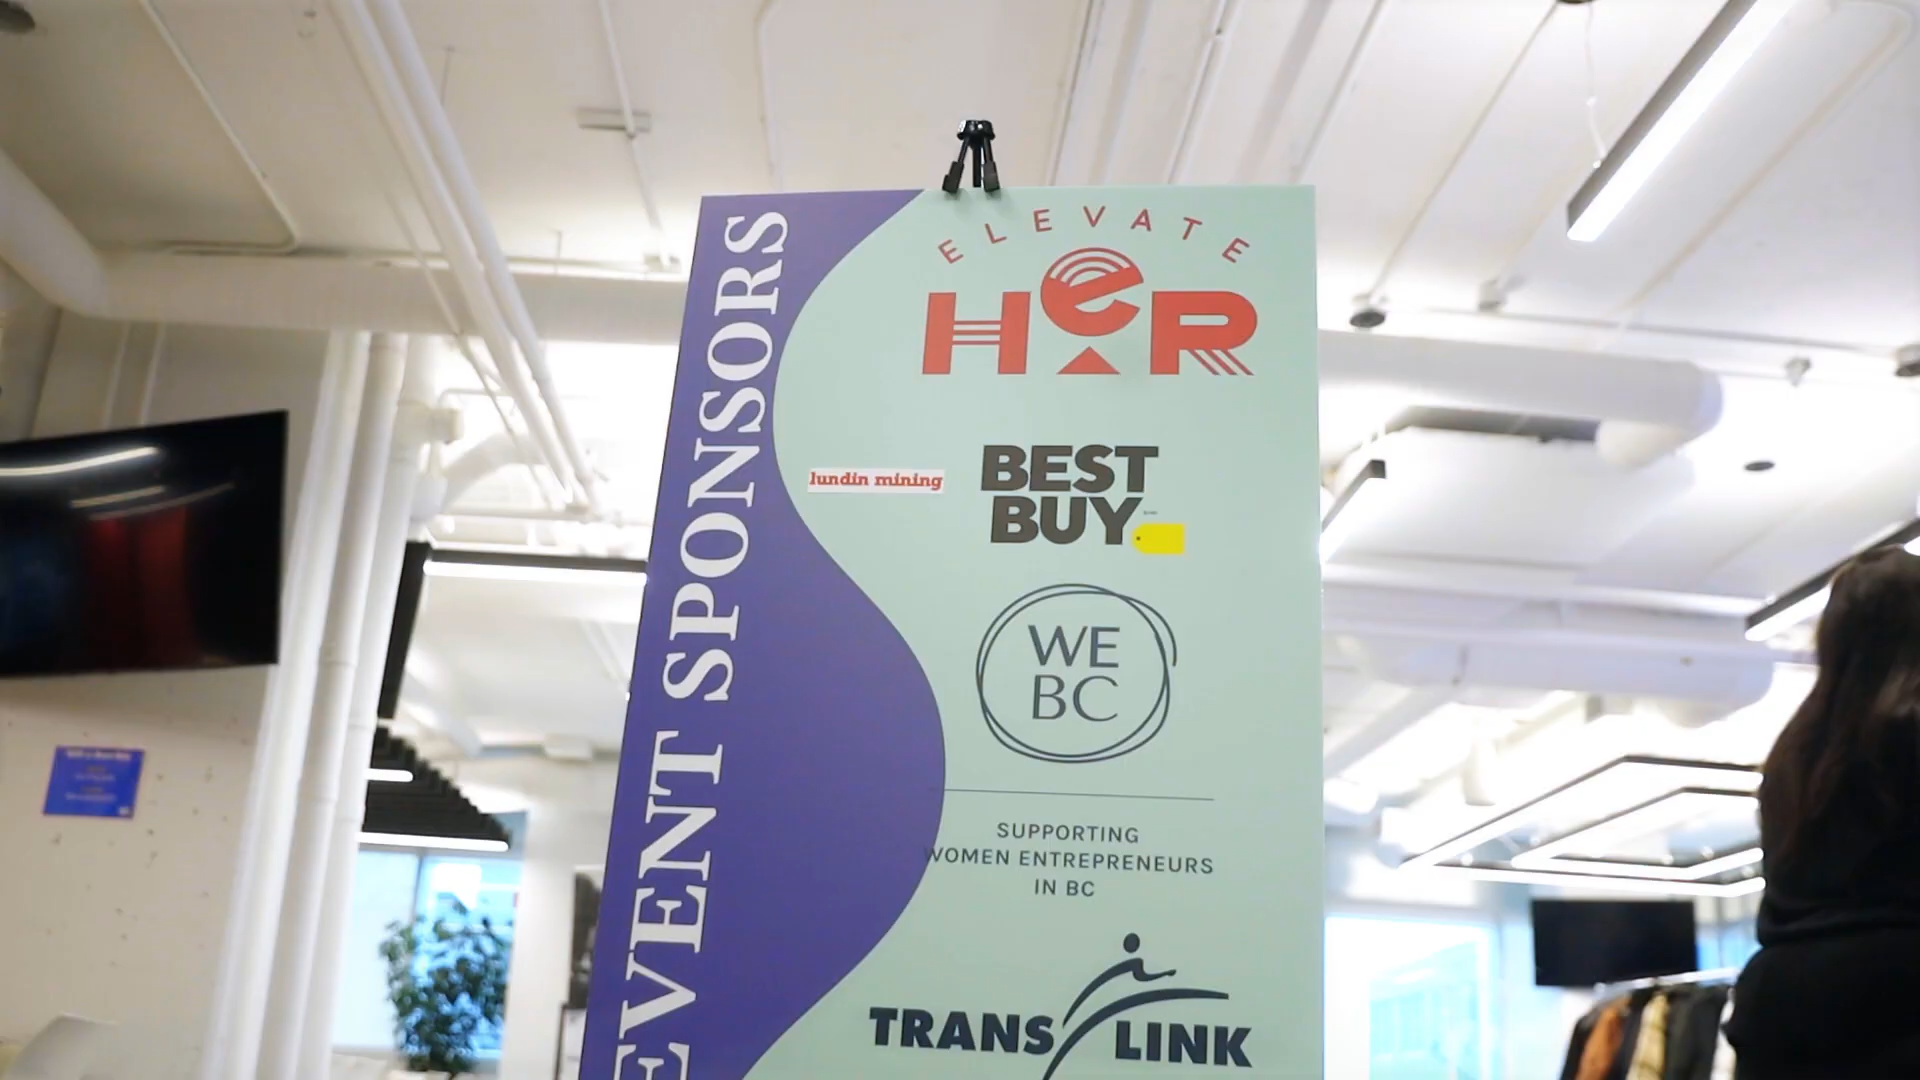 EVENT SPONSORS
ELEVATE
HeR
lundin mining
BEST
BUY
WE
BC
SUPPORTING
WOMEN ENTREPRENEURS
IN BC
TRANS LINK